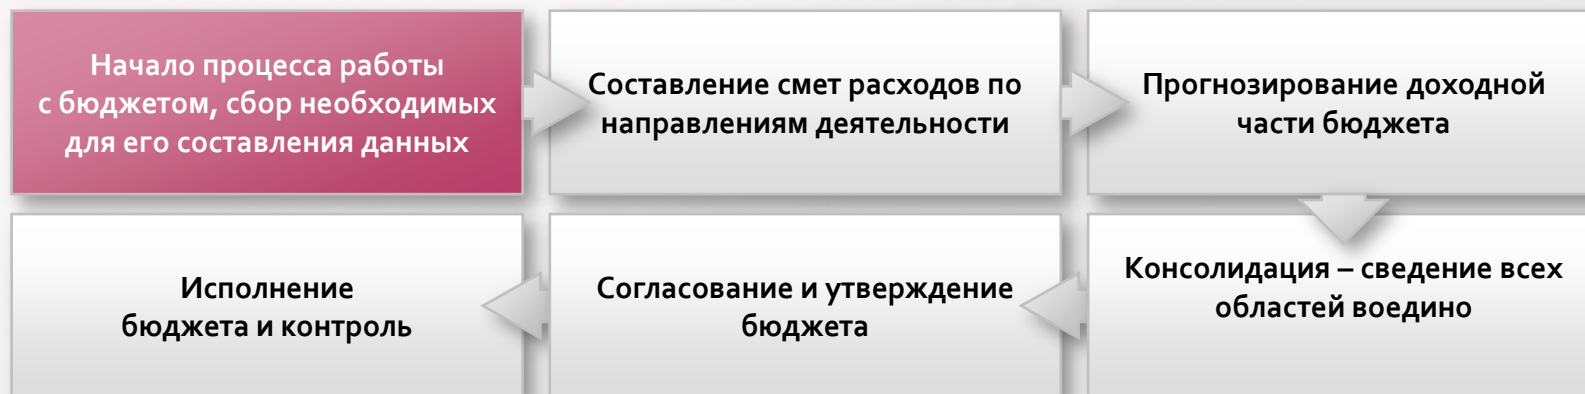 Начало процесса работы
с бюджетом, сбор необходимых
для его составления данных
Составление смет расходов по
направлениям деятельности
Прогнозирование доходной
части бюджета
Консолидация – сведение всех
областей воедино
Согласование и утверждение
бюджета
Исполнение
бюджета и контроль